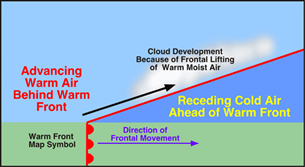 Cloud Development
Because of Frontal Lifting
of Warm Moist Air
Advancing
Warm Air
Behind Warm
Front
Receding Cold Air
Ahead of Warm Front
Warm Front
Map Symbol
Direction of
Frontal Movement